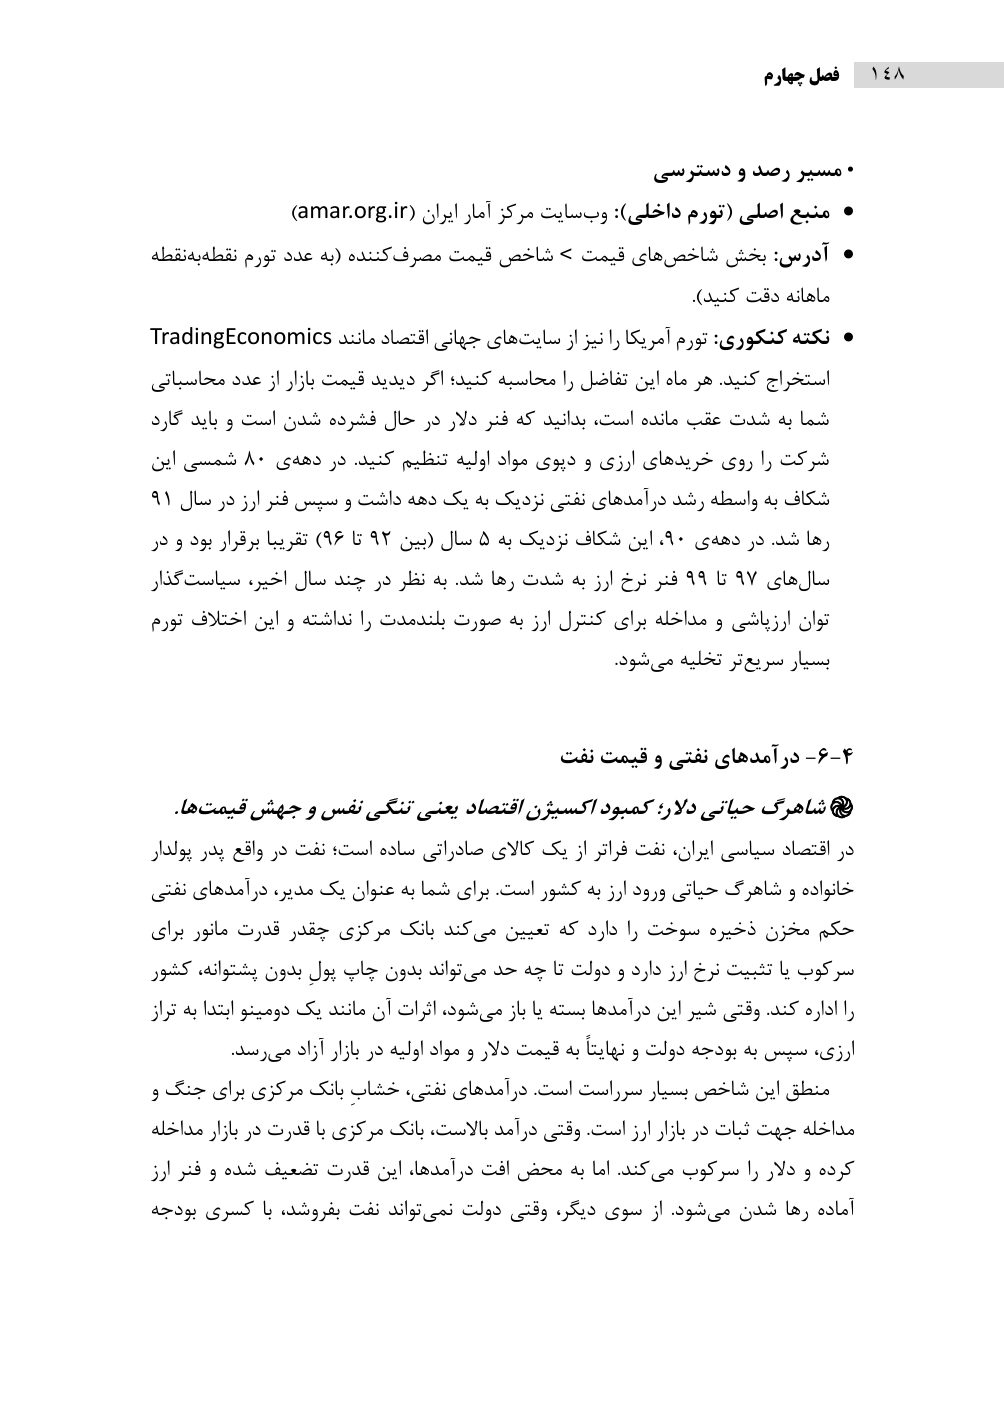 ۱۴۸ فصل چهارم
• مسیر رصد و دسترسی
● منبع اصلی (تورم داخلی): وب‌سایت مرکز آمار ایران (amar.org.ir)
● آدرس: بخش شاخص‌های قیمت > شاخص قیمت مصرف‌کننده (به عدد تورم نقطه‌به‌نقطه
ماهانه دقت کنید).
● نکته کنکوری: تورم آمریکا را نیز از سایت‌های جهانی اقتصاد مانند TradingEconomics
استخراج کنید. هر ماه این تفاضل را محاسبه کنید؛ اگر دیدید قیمت بازار از عدد محاسباتی
شما به شدت عقب مانده است، بدانید که فنر دلار در حال فشرده شدن است و باید گارد
شرکت را روی خریدهای ارزی و دپوی مواد اولیه تنظیم کنید. در دهه‌ی ۸۰ شمسی این
شکاف به واسطه رشد درآمدهای نفتی نزدیک به یک دهه داشت و سپس فنر ارز در سال ۹۱
رها شد. در دهه‌ی ۹۰، این شکاف نزدیک به ۵ سال (بین ۹۲ تا ۹۶) تقریبا برقرار بود و در
سال‌های ۹۷ تا ۹۹ فنر نرخ ارز به شدت رها شد. به نظر در چند سال اخیر، سیاست‌گذار
توان ارزپاشی و مداخله برای کنترل ارز به صورت بلندمدت را نداشته و این اختلاف تورم
بسیار سریع‌تر تخلیه می‌شود.
۴-۶- درآمدهای نفتی و قیمت نفت
شاهرگ حیاتی دلار؛ کمبود اکسیژن اقتصاد یعنی تنگی نفس و جهش قیمت‌ها.
در اقتصاد سیاسی ایران، نفت فراتر از یک کالای صادراتی ساده است؛ نفت در واقع پدر پولدار
خانواده و شاهرگ حیاتی ورود ارز به کشور است. برای شما به عنوان یک مدیر، درآمدهای نفتی
حکم مخزن ذخیره سوخت را دارد که تعیین می‌کند بانک مرکزی چقدر قدرت مانور برای
سرکوب یا تثبیت نرخ ارز دارد و دولت تا چه حد می‌تواند بدون چاپ پولِ بدون پشتوانه، کشور
را اداره کند. وقتی شیر این درآمدها بسته یا باز می‌شود، اثرات آن مانند یک دومینو ابتدا به تراز
ارزی، سپس به بودجه دولت و نهایتاً به قیمت دلار و مواد اولیه در بازار آزاد می‌رسد.
منطق این شاخص بسیار سرراست است. درآمدهای نفتی، خشابِ بانک مرکزی برای جنگ و
مداخله جهت ثبات در بازار ارز است. وقتی درآمد بالاست، بانک مرکزی با قدرت در بازار مداخله
کرده و دلار را سرکوب می‌کند. اما به محض افت درآمدها، این قدرت تضعیف شده و فنر ارز
آماده رها شدن می‌شود. از سوی دیگر، وقتی دولت نمی‌تواند نفت بفروشد، با کسری بودجه